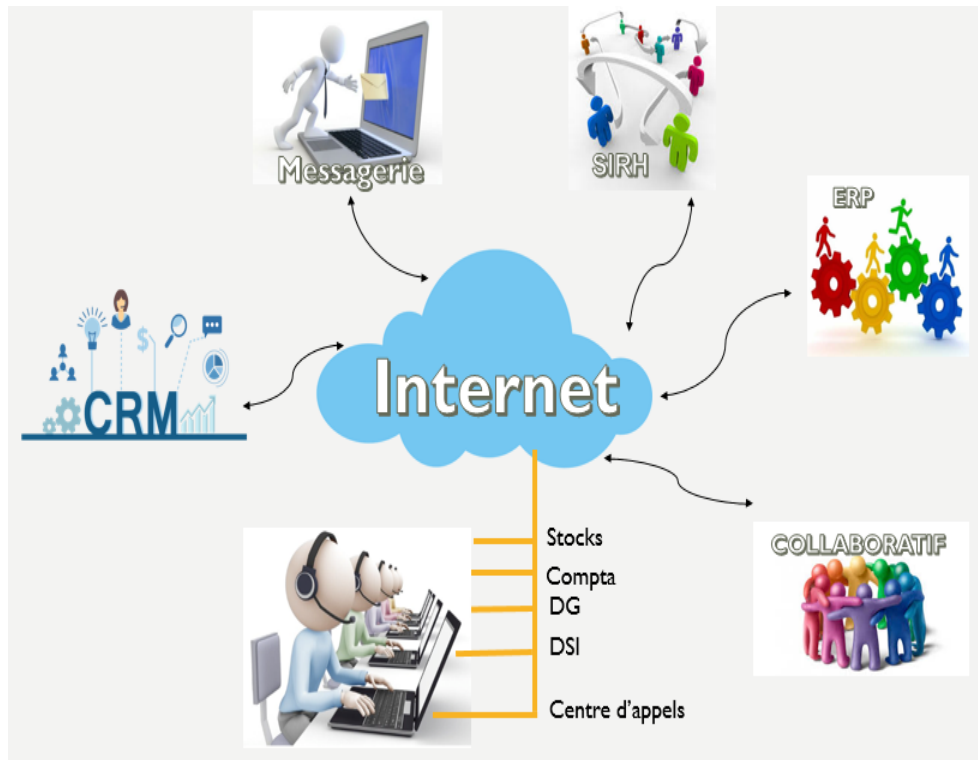 Messagerie
SIRH
ERP
CRM
$
Internet
Stocks
Compta
DG
DSI
Centre d'appels
COLLABORATIF